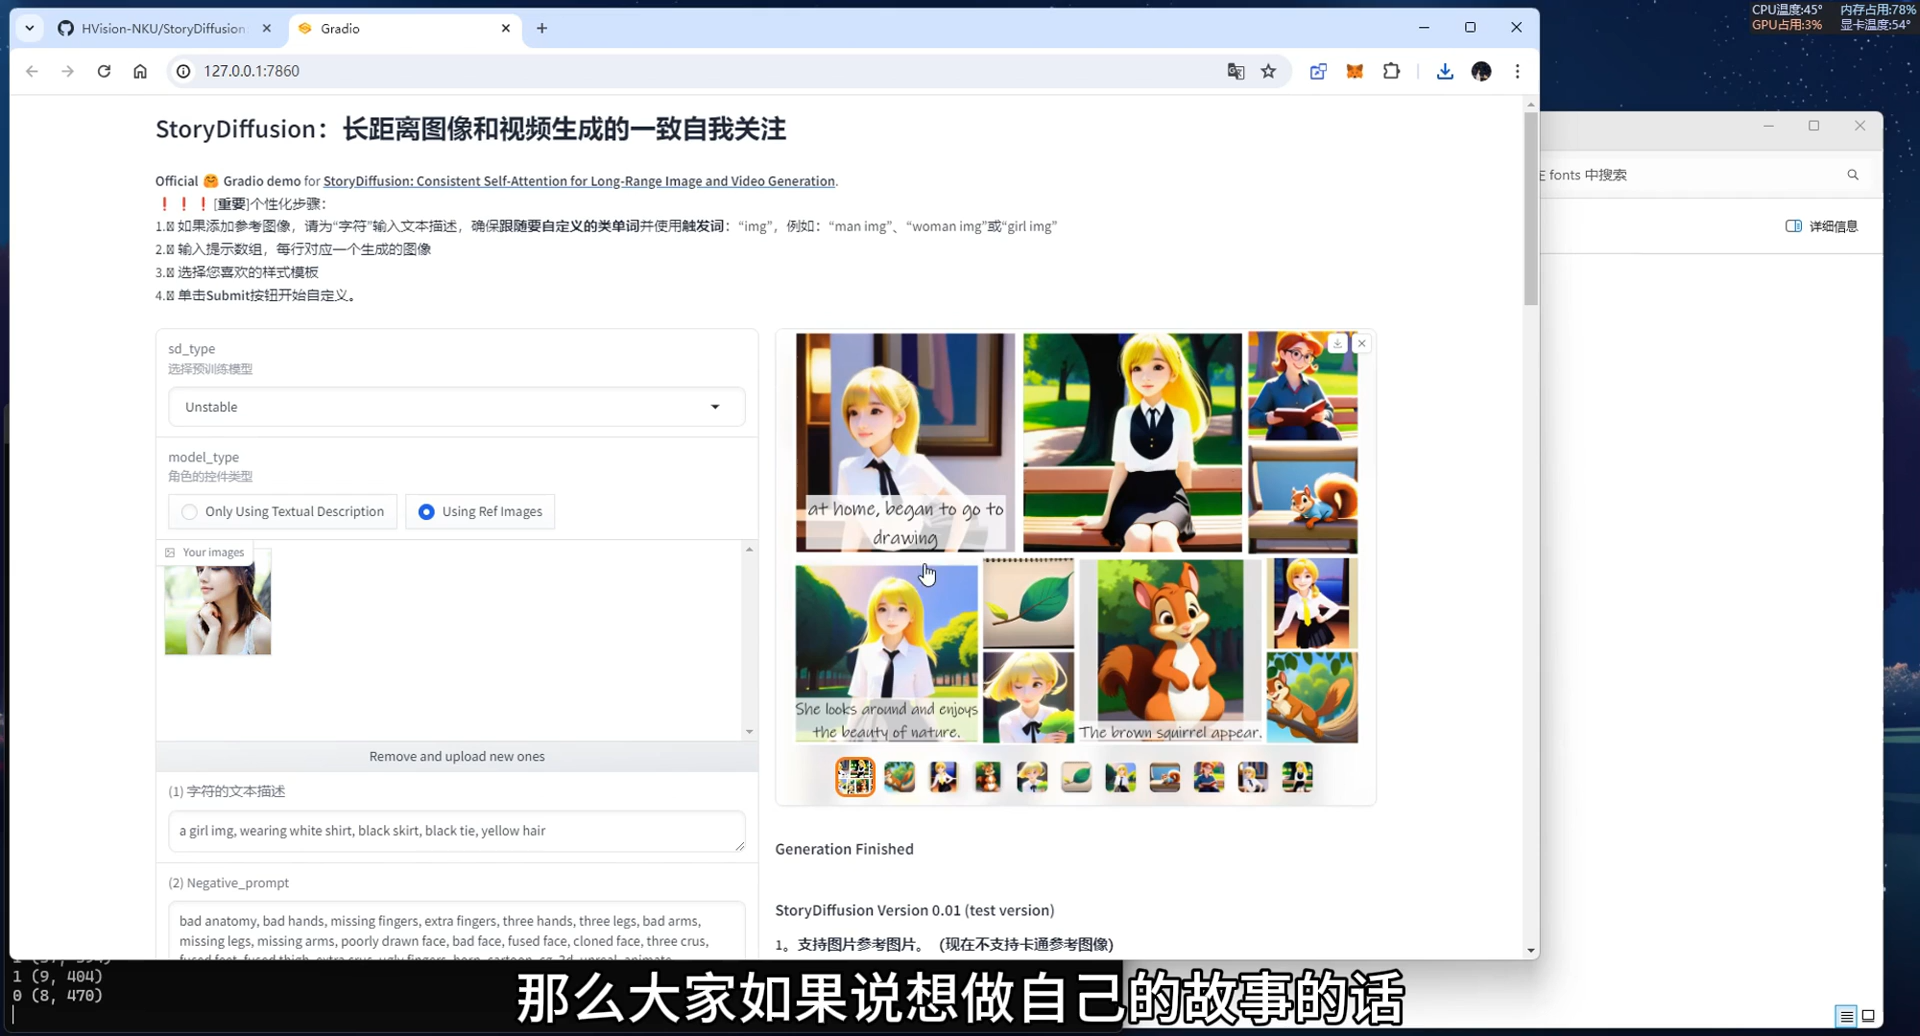 CPU温度:45° 内存占用:78%
GPU占用:3% 显卡温度:54°
HVision-NKU/StoryDiffusion
Gradio
127.0.0.1:7860
StoryDiffusion：长距离图像和视频生成的一致自我关注
Official 🤗 Gradio demo for StoryDiffusion: Consistent Self-Attention for Long-Range Image and Video Generation.
❗❗❗[重要]个性化步骤：
1. 如果添加参考图像，请为“字符”输入文本描述，确保跟随要自定义的类单词并使用触发词：“img”，例如：“man img”、“woman img”或“girl img”
2. 输入提示数组，每行对应一个生成的图像
3. 选择您喜欢的样式模板
4. 单击Submit按钮开始自定义。
fonts 中搜索
详细信息
sd_type
选择预训练模型
Unstable
model_type
角色的控件类型
Only Using Textual Description
Using Ref Images
Your images
Remove and upload new ones
(1) 字符的文本描述
a girl img, wearing white shirt, black skirt, black tie, yellow hair
(2) Negative_prompt
bad anatomy, bad hands, missing fingers, extra fingers, three hands, three legs, bad arms,
missing legs, missing arms, poorly drawn face, bad face, fused face, cloned face, three crus,
at home, began to go to
drawing
She looks around and enjoys
the beauty of nature.
The brown squirrel appear.
Generation Finished
StoryDiffusion Version 0.01 (test version)
1。支持图片参考图片。 (现在不支持卡通参考图像)
1 (9, 404)
0 (8, 470)
那么大家如果说想做自己的故事的话